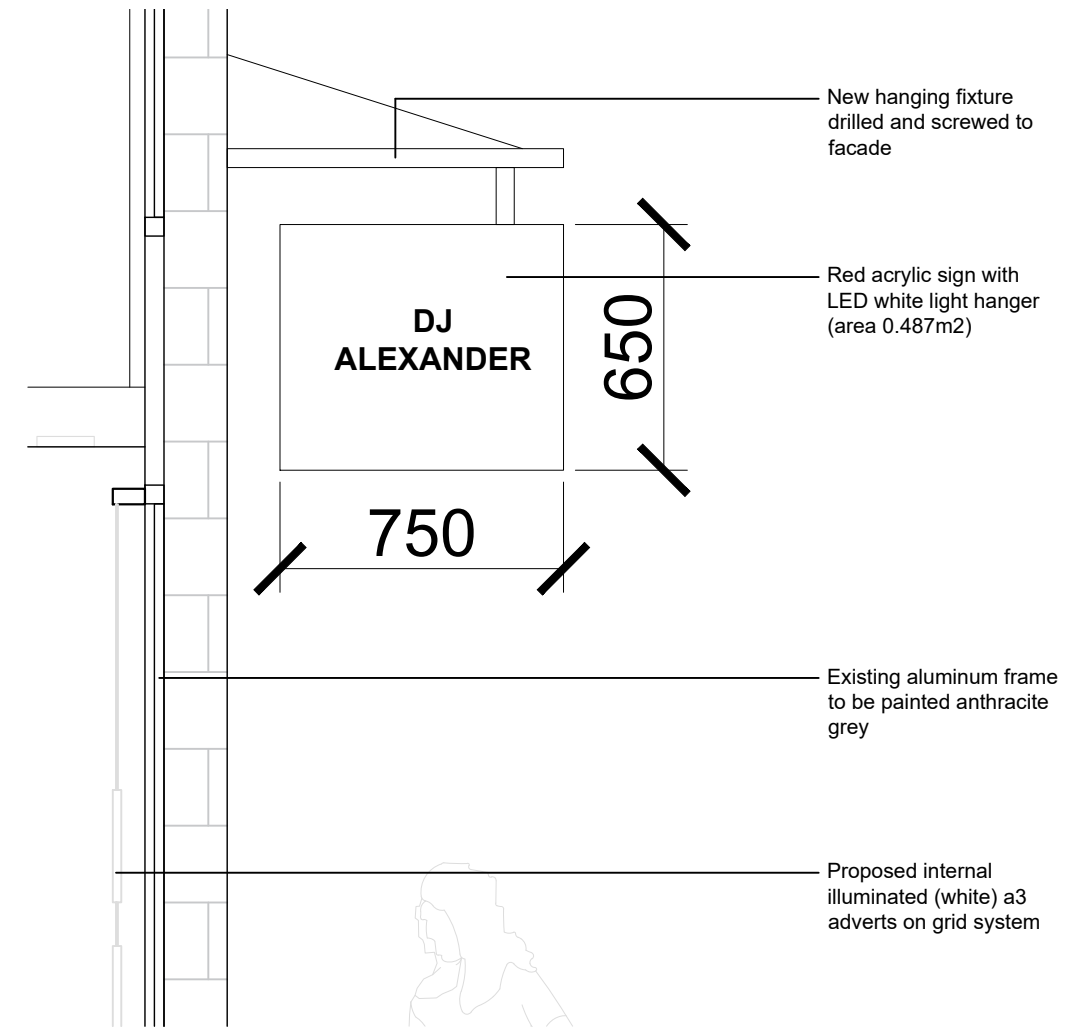 New hanging fixture
drilled and screwed to
facade
Red acrylic sign with
LED white light hanger
(area 0.487m2)
DJ
ALEXANDER
650
750
Existing aluminum frame
to be painted anthracite
grey
Proposed internal
illuminated (white) a3
adverts on grid system